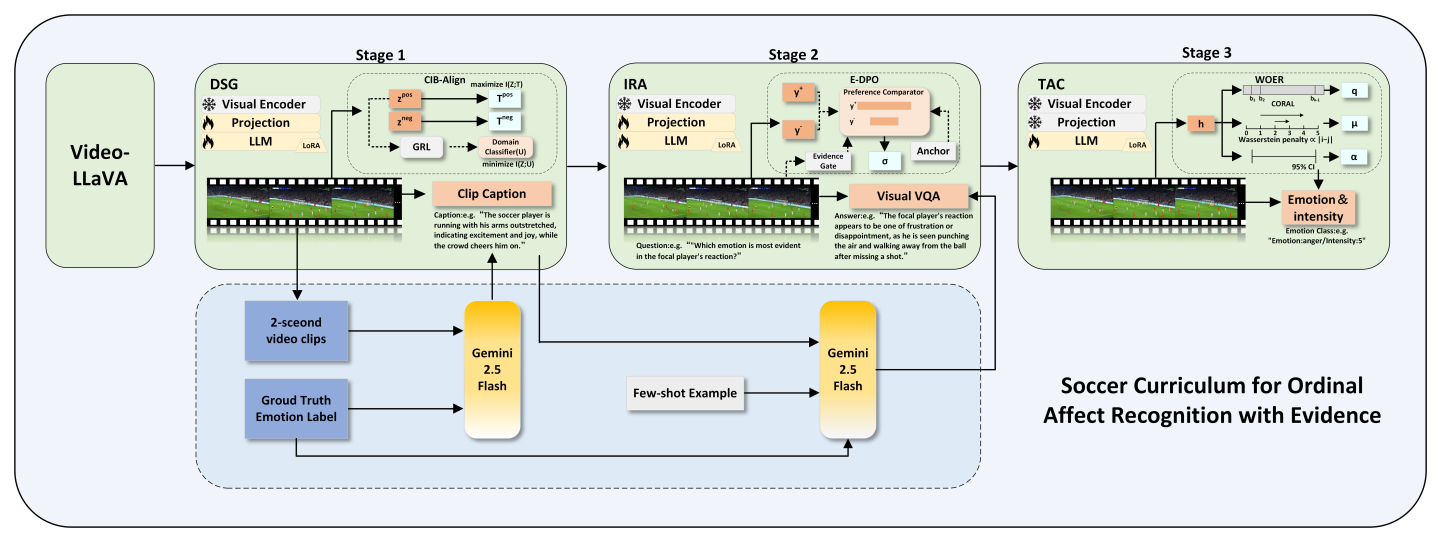 Video-
LLaVA
Stage 1
DSG
Visual Encoder
Projection
LLM
LoRA
CIB-Align
maximize I(Z;T)
z^pos
T^pos
z^neg
T^neg
GRL
Domain
Classifier(U)
minimize I(Z;U)
Clip Caption
Caption:e.g. “The soccer player is
running with his arms outstretched,
indicating excitement and joy, while
the crowd cheers him on.”
Stage 2
IRA
Visual Encoder
Projection
LLM
LoRA
E-DPO
Preference Comparator
y⁺
y⁺
y⁻
y⁻
Evidence
Gate
σ
Anchor
Visual VQA
Question:e.g. “"Which emotion is most evident
in the focal player's reaction?”
Answer:e.g. “The focal player's reaction
appears to be one of frustration or
disappointment, as he is seen punching
the air and walking away from the ball
after missing a shot.”
Stage 3
TAC
Visual Encoder
Projection
LLM
LoRA
WOER
h
b₁ b₂ bₖ₋₁
CORAL
q
0 1 2 3 4 5
Wasserstein penalty ∝ |i−j|
μ
95% CI
α
Emotion &
intensity
Emotion Class:e.g.
"Emotion:anger/Intensity:5"
2-sceond
video clips
Groud Truth
Emotion Label
Gemini
2.5
Flash
Few-shot Example
Gemini
2.5
Flash
Soccer Curriculum for Ordinal
Affect Recognition with Evidence